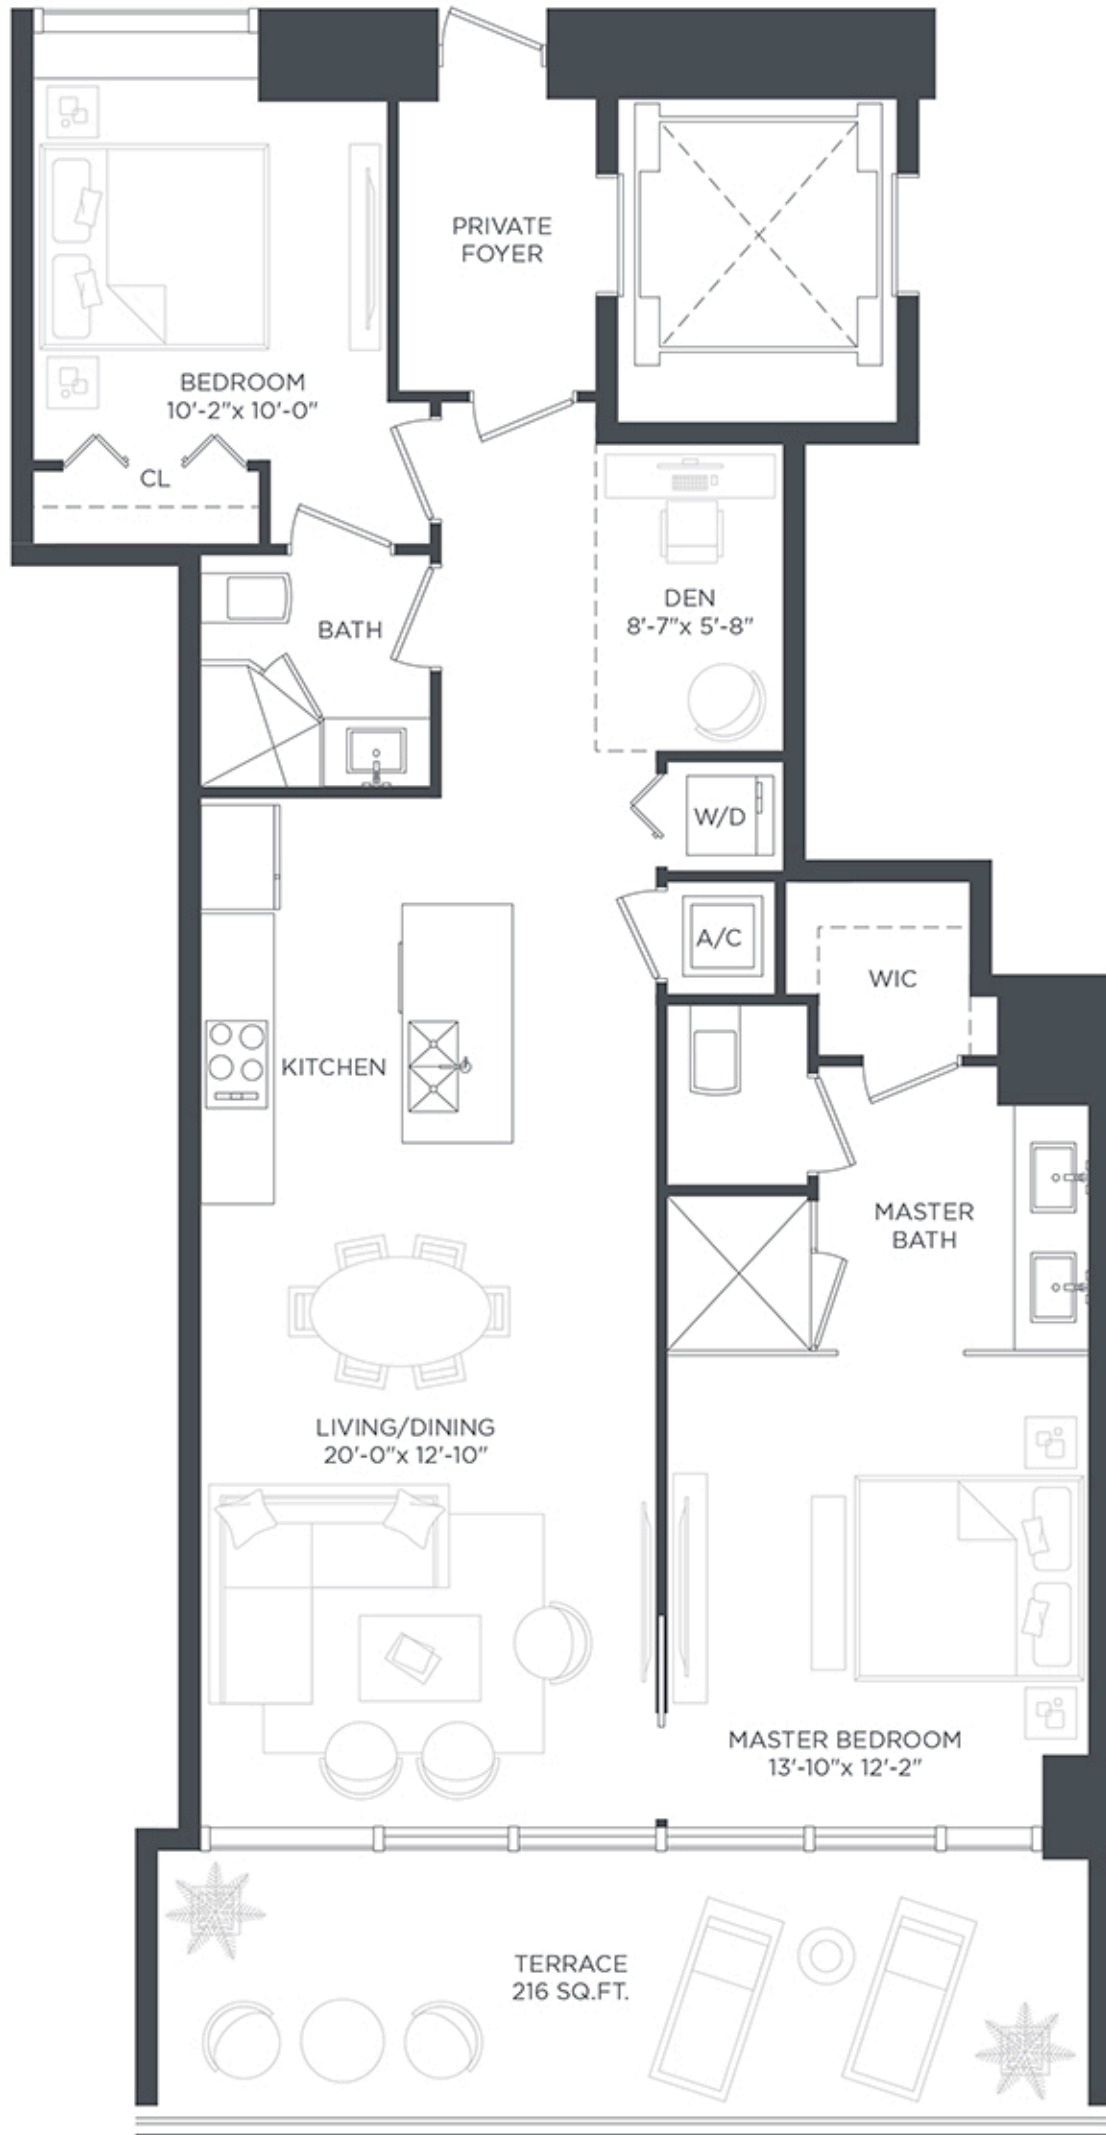 PRIVATE
FOYER
BEDROOM
10'-2"x 10'-0"
CL
DEN
8'-7"x 5'-8"
BATH
W/D
A/C
WIC
KITCHEN
MASTER
BATH
LIVING/DINING
20'-0"x 12'-10"
MASTER BEDROOM
13'-10"x 12'-2"
TERRACE
216 SQ.FT.